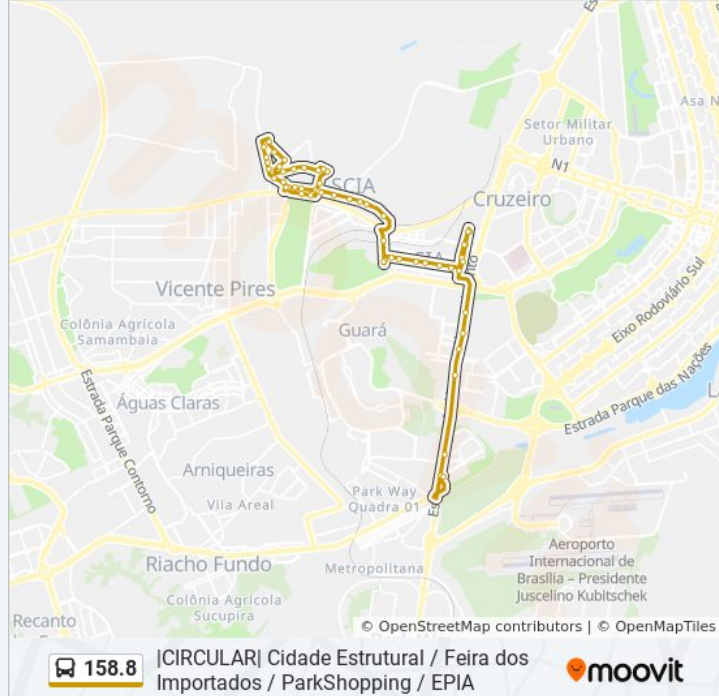 Setor Militar
Urbano
Asa N
N1
SCIA
Cruzeiro
Vicente Pires
Eixo Rodoviário Sul
Colônia Agrícola
Samambaia
Guará
Estrada Parque das Nações
Águas Claras
Estrada Parque Contorno
Arniqueiras
Park Way
Quadra 01
Vila Areal
Aeroporto
Internacional de
Brasília – Presidente
Juscelino Kubitschek
Riacho Fundo
Metropolitana
Colônia Agrícola
Sucupira
Recanto
© OpenStreetMap contributors | © OpenMapTiles
158.8
|CIRCULAR| Cidade Estrutural / Feira dos
Importados / ParkShopping / EPIA
moovit